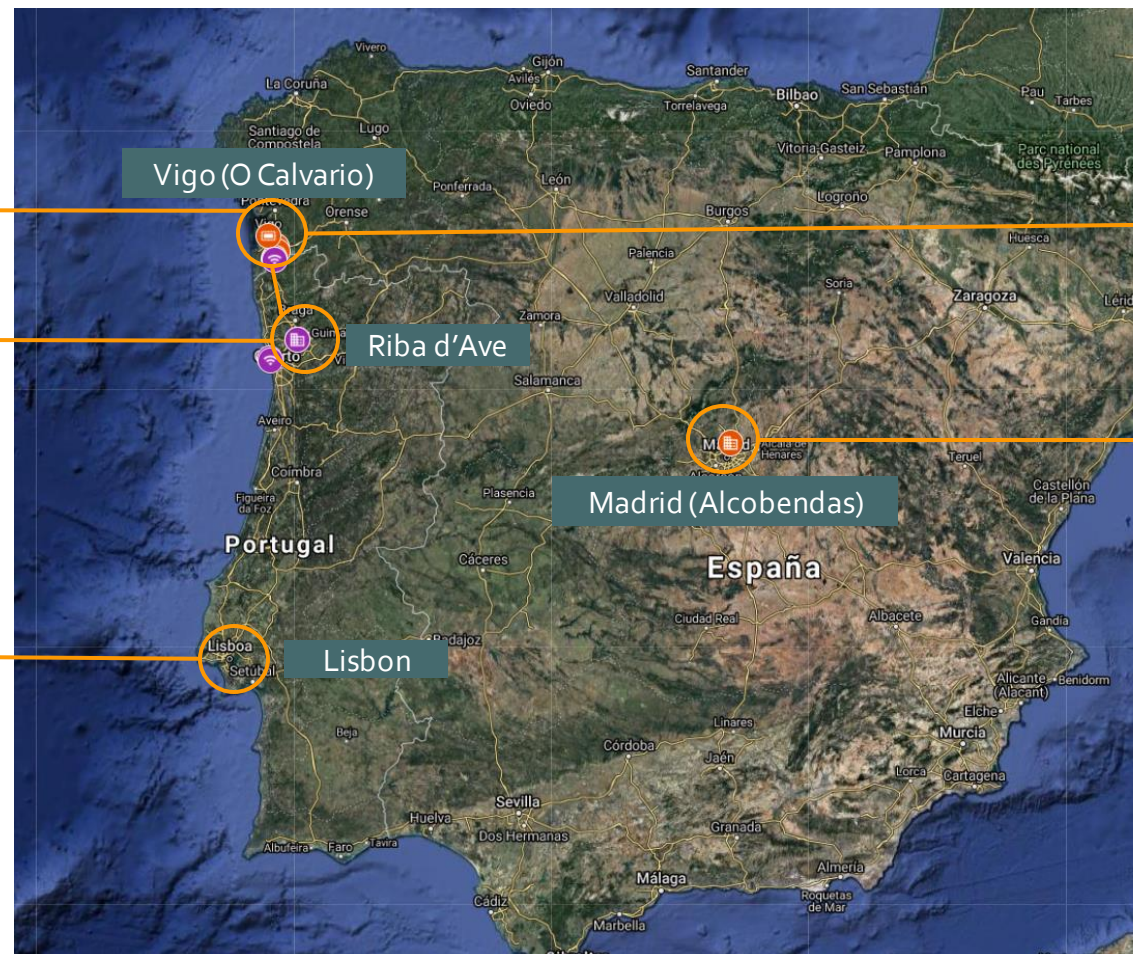 Vivero
Gijón
La Coruña
Avilés
Santander
Oviedo
Torrelavega
Bilbao
San Sebastián
Pau
Tarbes
Santiago de
Compostela
Lugo
Vitoria-Gasteiz
Pamplona
Parc national
des Pyrénées
Vigo (O Calvario)
Ponferrada
León
Logroño
Pontevedra
Orense
Burgos
Vigo
Palencia
Huesca
Soria
Valladolid
Zaragoza
Braga
Zamora
Riba d’Ave
Salamanca
Aveiro
Madrid
Alcalá de
Henares
Teruel
Coimbra
Figueira
da Foz
Plasencia
Castellón
de la Plana
Madrid (Alcobendas)
Portugal
Cáceres
España
Valencia
Ciudad Real
Albacete
Gandia
Lisboa
Badajoz
Lisbon
Setúbal
Alicante
(Alacant)
Benidorm
Elche
Linares
Murcia
Beja
Córdoba
Jaén
Lorca
Cartagena
Sevilla
Huelva
Dos Hermanas
Granada
Albufeira
Faro
Tavira
Almería
Málaga
Roquetas
de Mar
Cádiz
Marbella